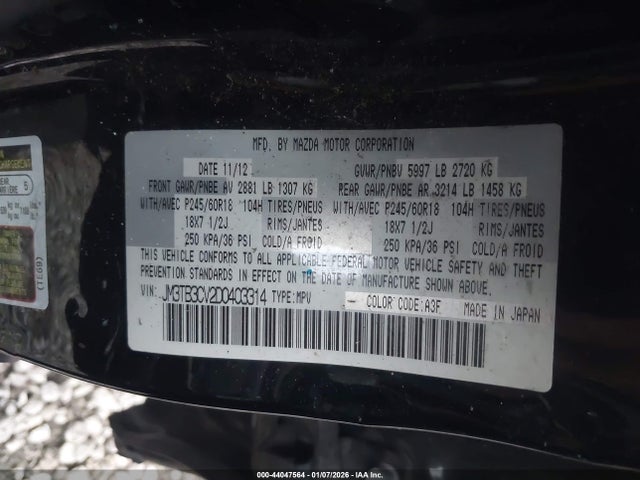 MFD. BY MAZDA MOTOR CORPORATION
DATE 11/12 GVWR/PNBV 5997 LB 2720 KG
FRONT GAWR/PNBE AV 2881 LB 1307 KG REAR GAWR/PNBE AR 3214 LB 1458 KG
WITH/AVEC P245/60R18 104H TIRES/PNEUS WITH/AVEC P245/60R18 104H TIRES/PNEUS
18X7 1/2J RIMS/JANTES 18X7 1/2J RIMS/JANTES
250 KPA/36 PSI COLD/A FROID 250 KPA/36 PSI COLD/A FROID
THIS VEHICLE CONFORMS TO ALL APPLICABLE FEDERAL MOTOR VEHICLE SAFETY AND THEFT
PREVENTION STANDARDS IN EFFECT ON THE DATE OF MANUFACTURE SHOWN ABOVE.
VIN: JM3TB3CV2D0403314 TYPE:MPV COLOR CODE:A3F MADE IN JAPAN
(TL69)
000-44047564 - 01/07/2026 - © IAA Inc.